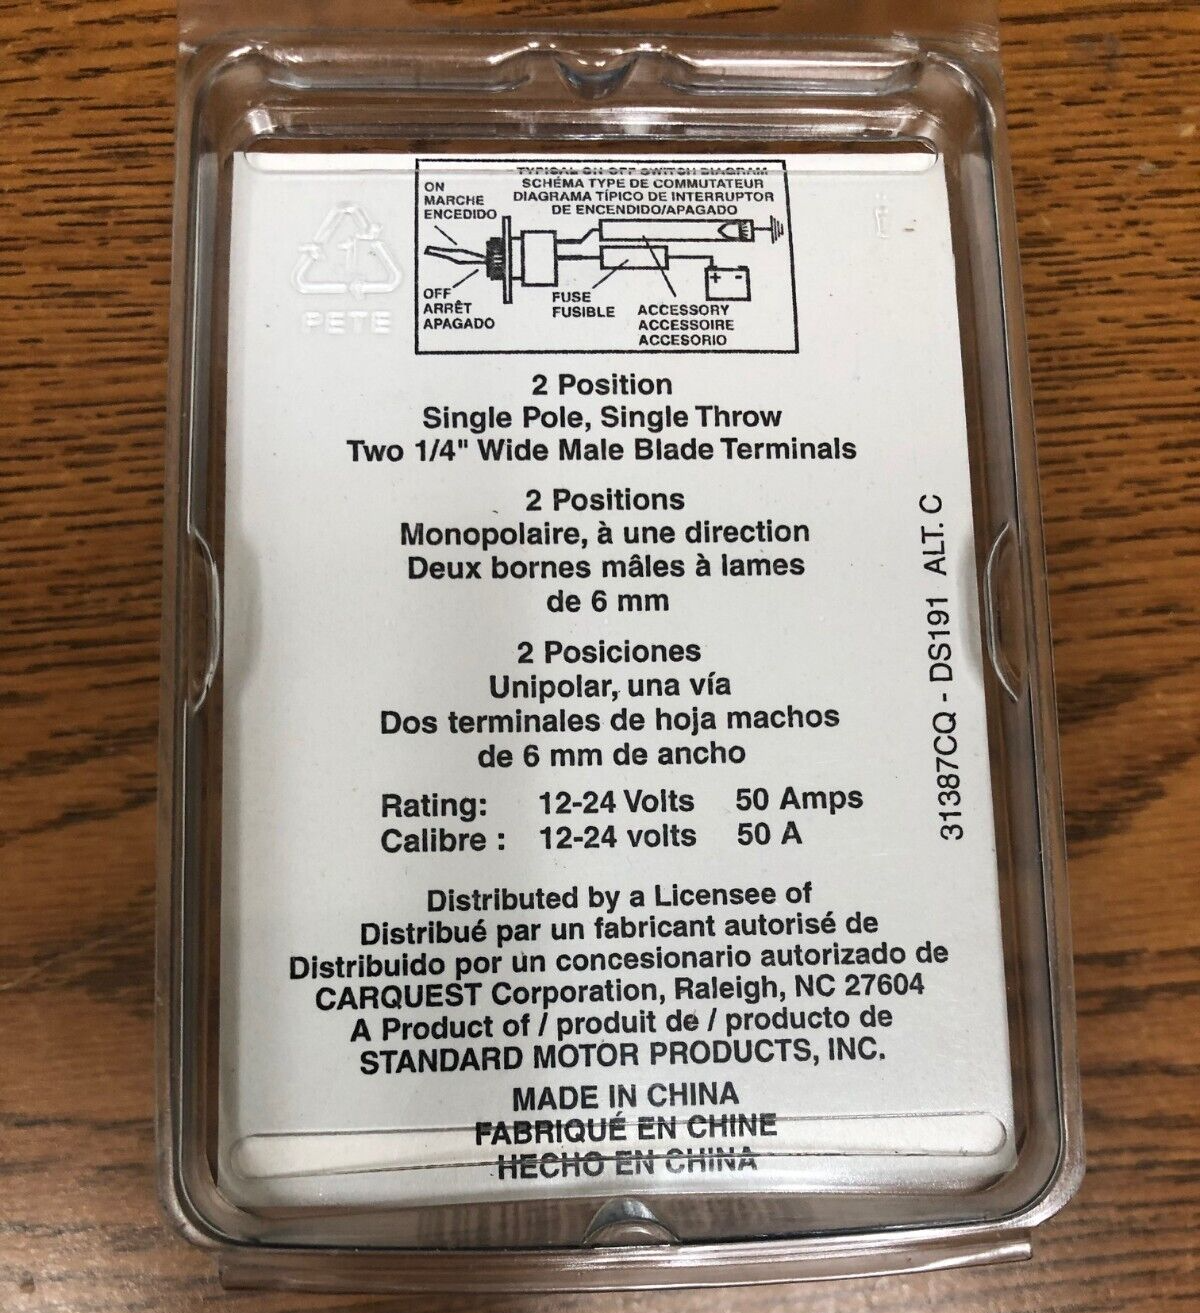 TYPICAL ON OFF SWITCH DIAGRAM
SCHÉMA TYPE DE COMMUTATEUR
DIAGRAMA TÍPICO DE INTERRUPTOR
DE ENCENDIDO/APAGADO
ON
MARCHE
ENCEDIDO
OFF
ARRÊT
APAGADO
FUSE
FUSIBLE
ACCESSORY
ACCESSOIRE
ACCESORIO
+ -
1
PETE
2 Position
Single Pole, Single Throw
Two 1/4" Wide Male Blade Terminals
2 Positions
Monopolaire, à une direction
Deux bornes mâles à lames
de 6 mm
2 Posiciones
Unipolar, una vía
Dos terminales de hoja machos
de 6 mm de ancho
Rating: 12-24 Volts 50 Amps
Calibre : 12-24 volts 50 A
31387CQ - DS191 ALT. C
Distributed by a Licensee of
Distribué par un fabricant autorisé de
Distribuido por un concesionario autorizado de
CARQUEST Corporation, Raleigh, NC 27604
A Product of / produit de / producto de
STANDARD MOTOR PRODUCTS, INC.
MADE IN CHINA
FABRIQUÉ EN CHINE
HECHO EN CHINA